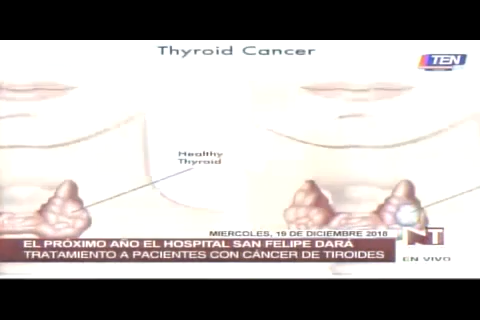 Thyroid Cancer
TEN
Healthy
Thyroid
MIERCOLES, 19 DE DICIEMBRE 2018
EL PRÓXIMO AÑO EL HOSPITAL SAN FELIPE DARÁ
TRATAMIENTO A PACIENTES CON CÁNCER DE TIROIDES
NT
EN VIVO